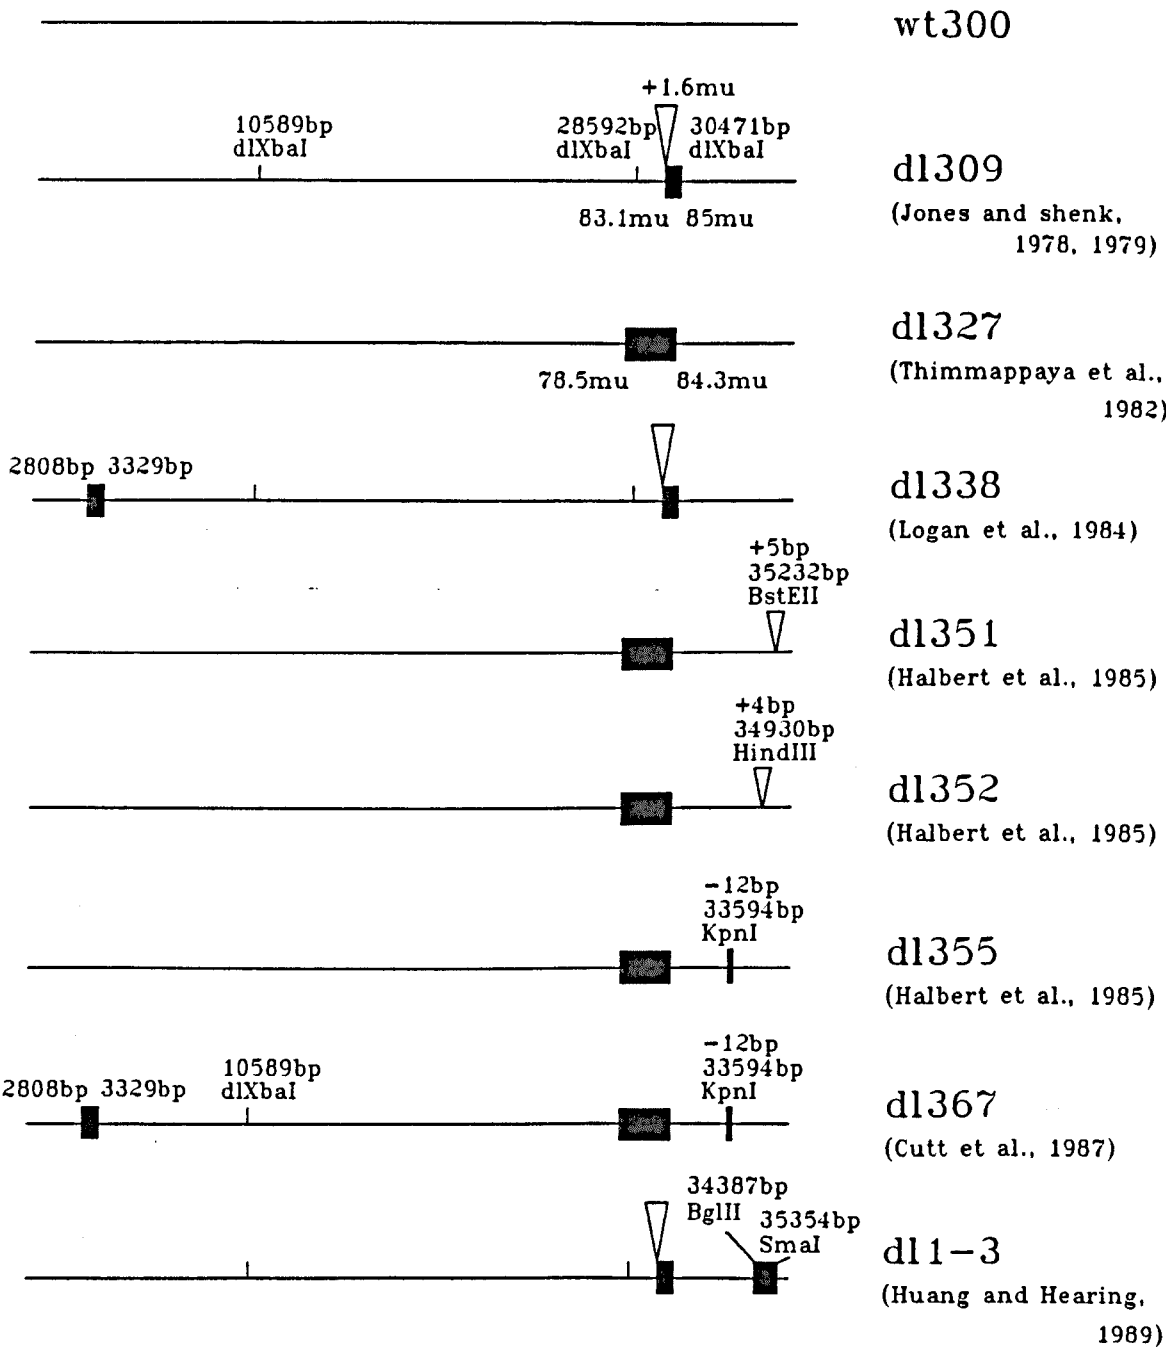 wt300
+1.6mu
10589bp
dlXbaI
28592bp
dlXbaI
30471bp
dlXbaI
83.1mu 85mu
dl309
(Jones and shenk,
1978, 1979)
78.5mu 84.3mu
dl327
(Thimmappaya et al.,
1982)
2808bp 3329bp
dl338
(Logan et al., 1984)
+5bp
35232bp
BstEII
dl351
(Halbert et al., 1985)
+4bp
34930bp
HindIII
dl352
(Halbert et al., 1985)
-12bp
33594bp
KpnI
dl355
(Halbert et al., 1985)
2808bp 3329bp
10589bp
dlXbaI
-12bp
33594bp
KpnI
dl367
(Cutt et al., 1987)
34387bp
BglII
35354bp
SmaI
dl1-3
(Huang and Hearing,
1989)